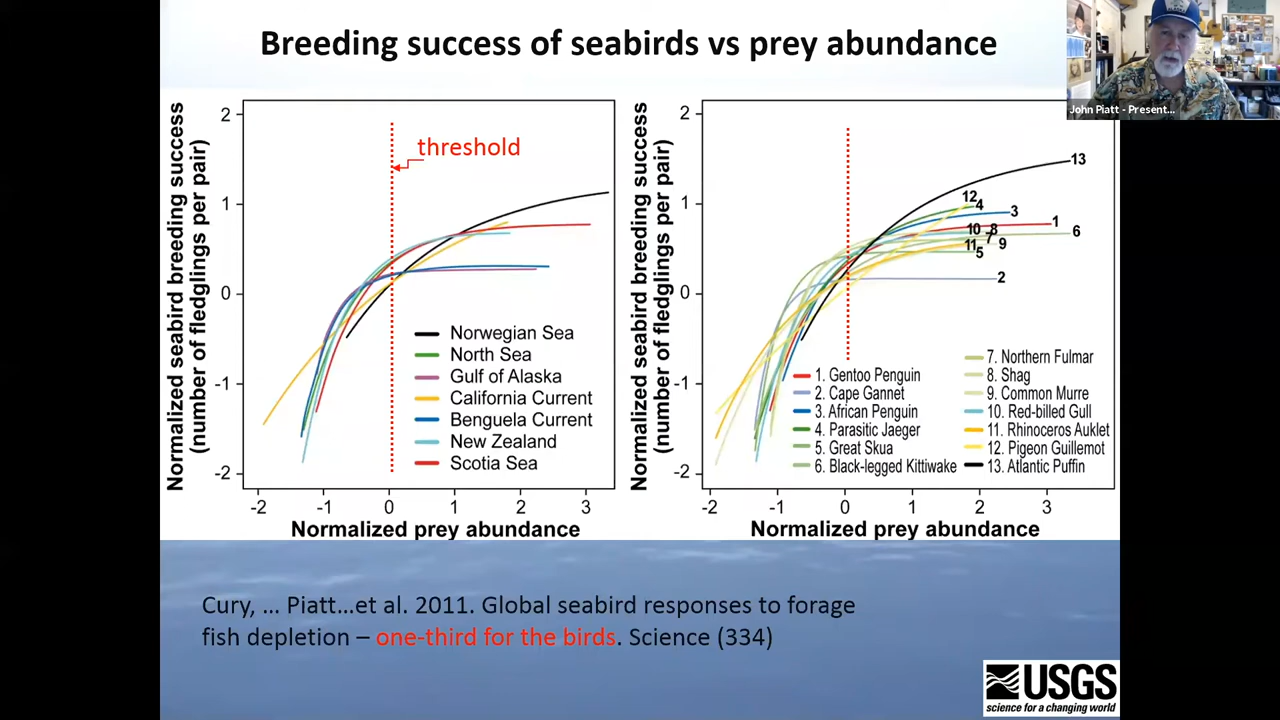 Breeding success of seabirds vs prey abundance
John Piatt - Present...
Normalized seabird breeding success
(number of fledglings per pair)
2
1
0
-1
-2
threshold
Norwegian Sea
North Sea
Gulf of Alaska
California Current
Benguela Current
New Zealand
Scotia Sea
-2 -1 0 1 2 3
Normalized prey abundance
Normalized seabird breeding success
(number of fledglings per pair)
2
1
0
-1
-2
13
12
4
3
1
10
8
6
7
11
9
5
2
7. Northern Fulmar
1. Gentoo Penguin
8. Shag
2. Cape Gannet
9. Common Murre
3. African Penguin
10. Red-billed Gull
4. Parasitic Jaeger
11. Rhinoceros Auklet
5. Great Skua
12. Pigeon Guillemot
6. Black-legged Kittiwake
13. Atlantic Puffin
-2 -1 0 1 2 3
Normalized prey abundance
Cury, ... Piatt...et al. 2011. Global seabird responses to forage
fish depletion – one-third for the birds. Science (334)
USGS
science for a changing world